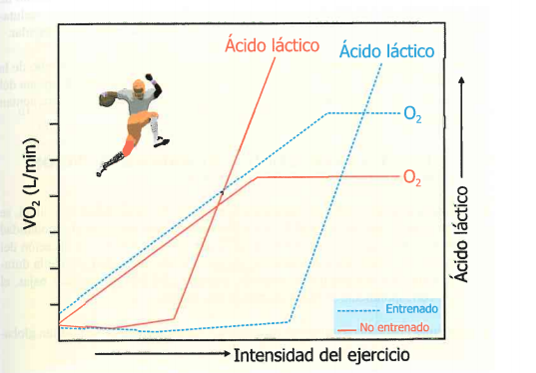 Ácido láctico
Ácido láctico
O₂
O₂
VO₂ (L/min)
Ácido láctico
Entrenado
No entrenado
Intensidad del ejercicio